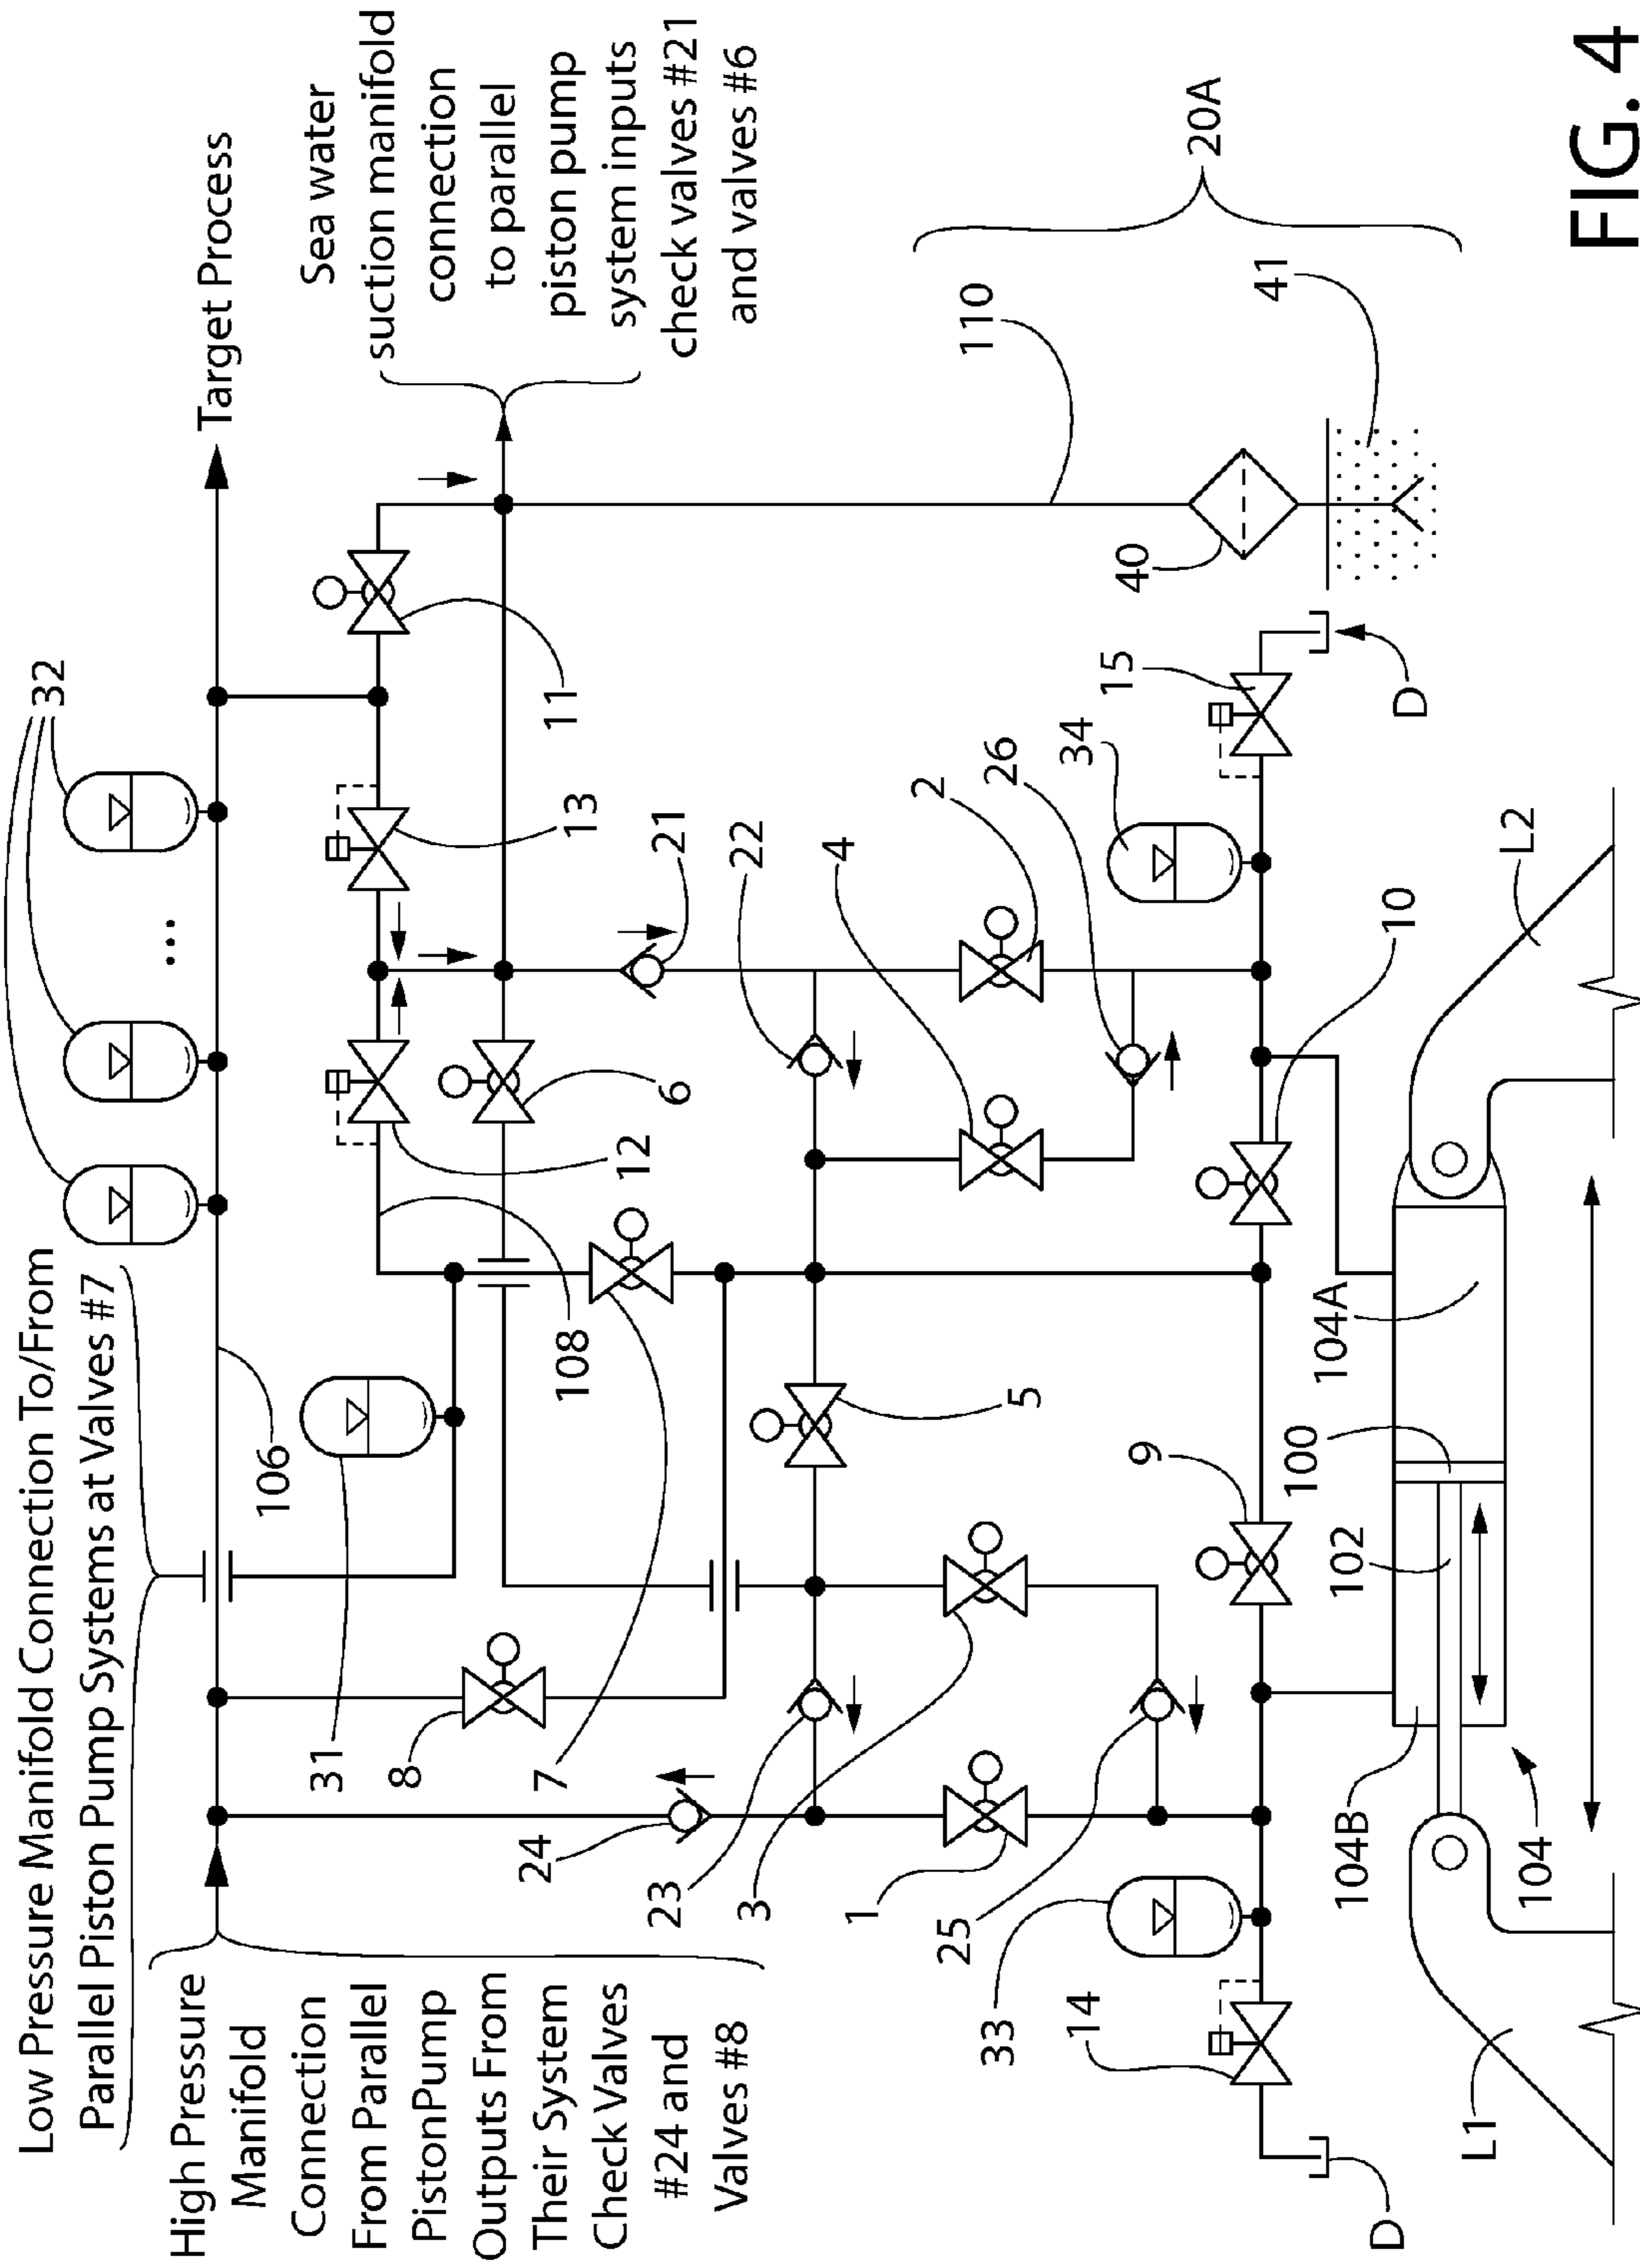 Low Pressure Manifold Connection To/From
Parallel Piston Pump Systems at Valves #7
High Pressure
Manifold
Connection
From Parallel
PistonPump
Outputs From
Their System
Check Valves
#24 and
Valves #8
Target Process
Sea water
suction manifold
connection
to parallel
piston pump
system inputs
check valves #21
and valves #6
32
...
106
31
8
7
108
12
6
13
11
21
22
4
2
26
24
23
3
1
25
5
9
10
33
14
34
15
D
D
40
110
41
20A
100
102
104A
104B
104
L1
L2
FIG. 4